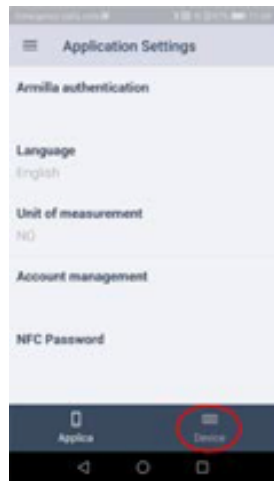 Application Settings
Armilla authentication
Language
English
Unit of measurement
Account management
NFC Password
Applica
Device